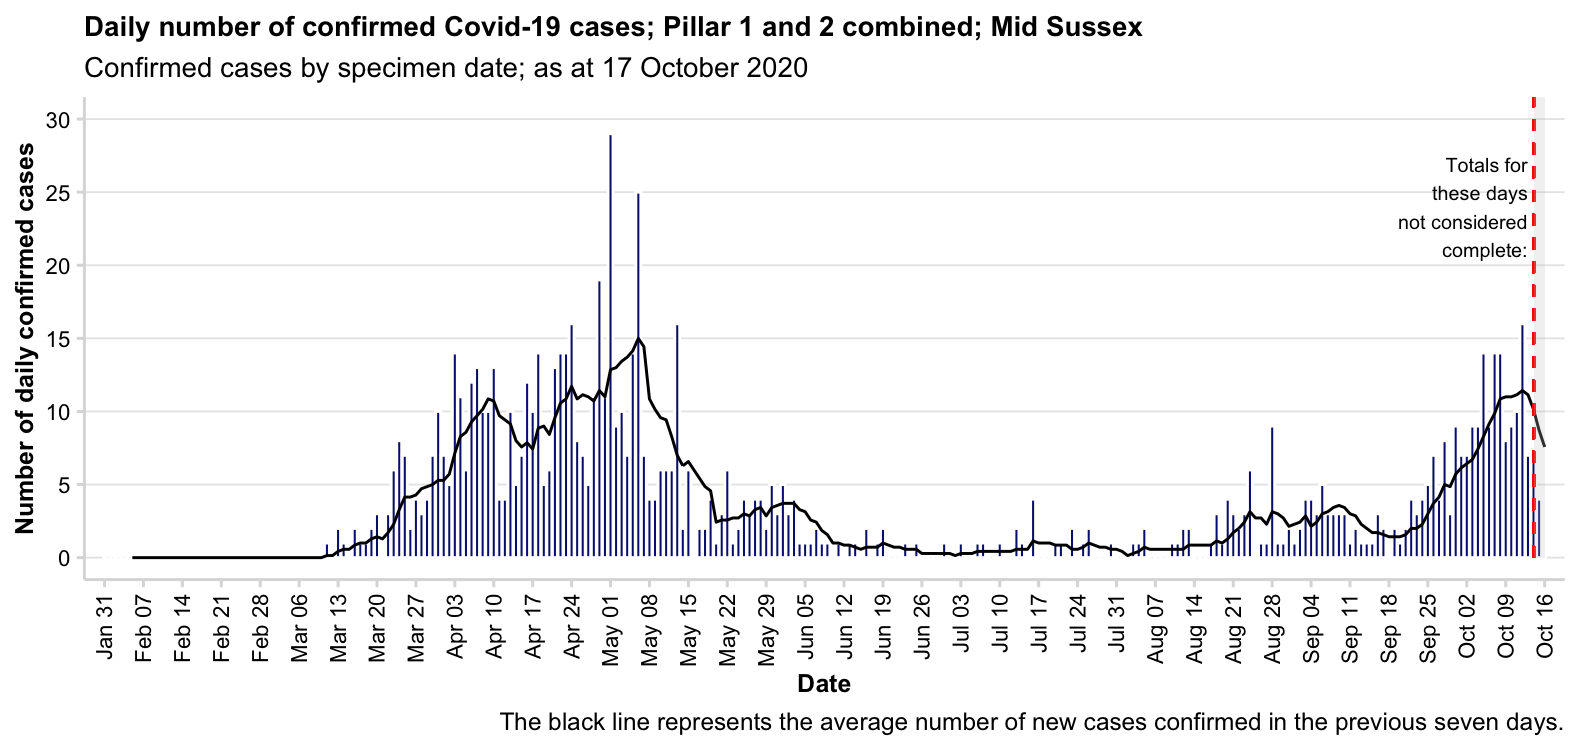 Daily number of confirmed Covid-19 cases; Pillar 1 and 2 combined; Mid Sussex
Confirmed cases by specimen date; as at 17 October 2020
Number of daily confirmed cases
30
25
20
15
10
5
0
Totals for
these days
not considered
complete:
Jan 31
Feb 07
Feb 14
Feb 21
Feb 28
Mar 06
Mar 13
Mar 20
Mar 27
Apr 03
Apr 10
Apr 17
Apr 24
May 01
May 08
May 15
May 22
May 29
Jun 05
Jun 12
Jun 19
Jun 26
Jul 03
Jul 10
Jul 17
Jul 24
Jul 31
Aug 07
Aug 14
Aug 21
Aug 28
Sep 04
Sep 11
Sep 18
Sep 25
Oct 02
Oct 09
Oct 16
Date
The black line represents the average number of new cases confirmed in the previous seven days.